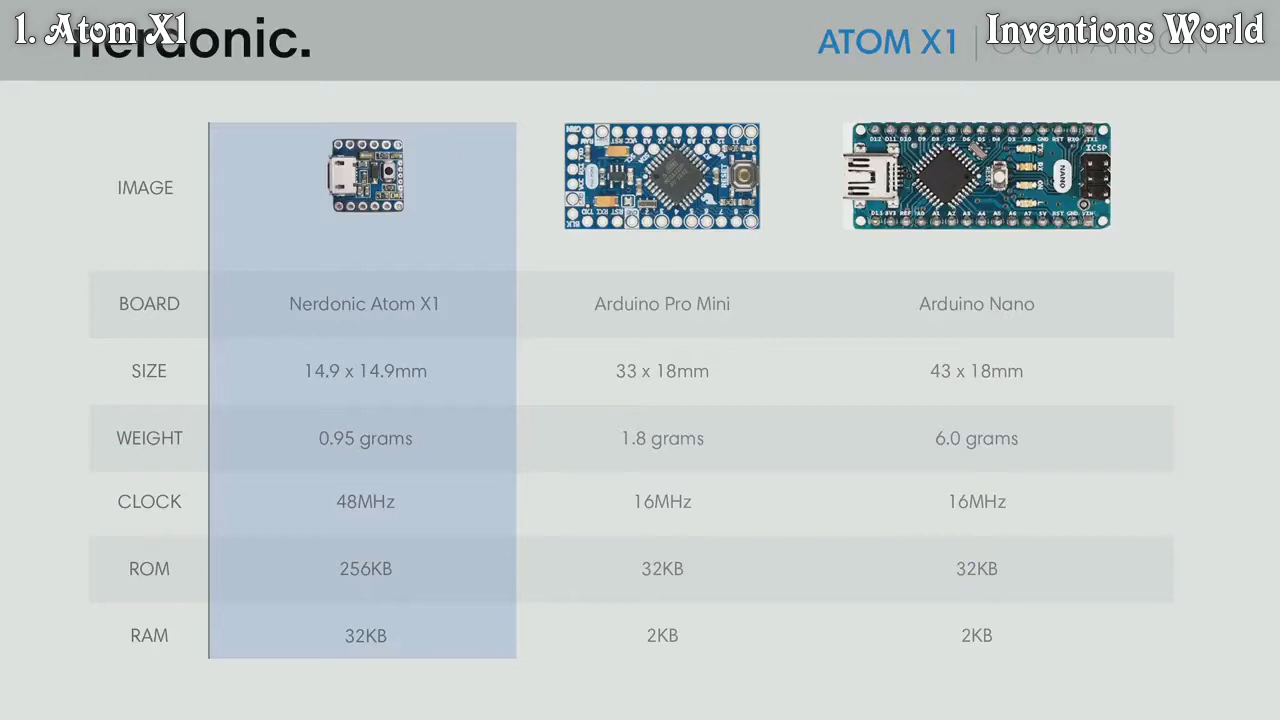 1. Atom X1
nerdonic.
ATOM X1 | COMPARISON
Inventions World
IMAGE
BOARD Nerdonic Atom X1 Arduino Pro Mini Arduino Nano
SIZE 14.9 x 14.9mm 33 x 18mm 43 x 18mm
WEIGHT 0.95 grams 1.8 grams 6.0 grams
CLOCK 48MHz 16MHz 16MHz
ROM 256KB 32KB 32KB
RAM 32KB 2KB 2KB